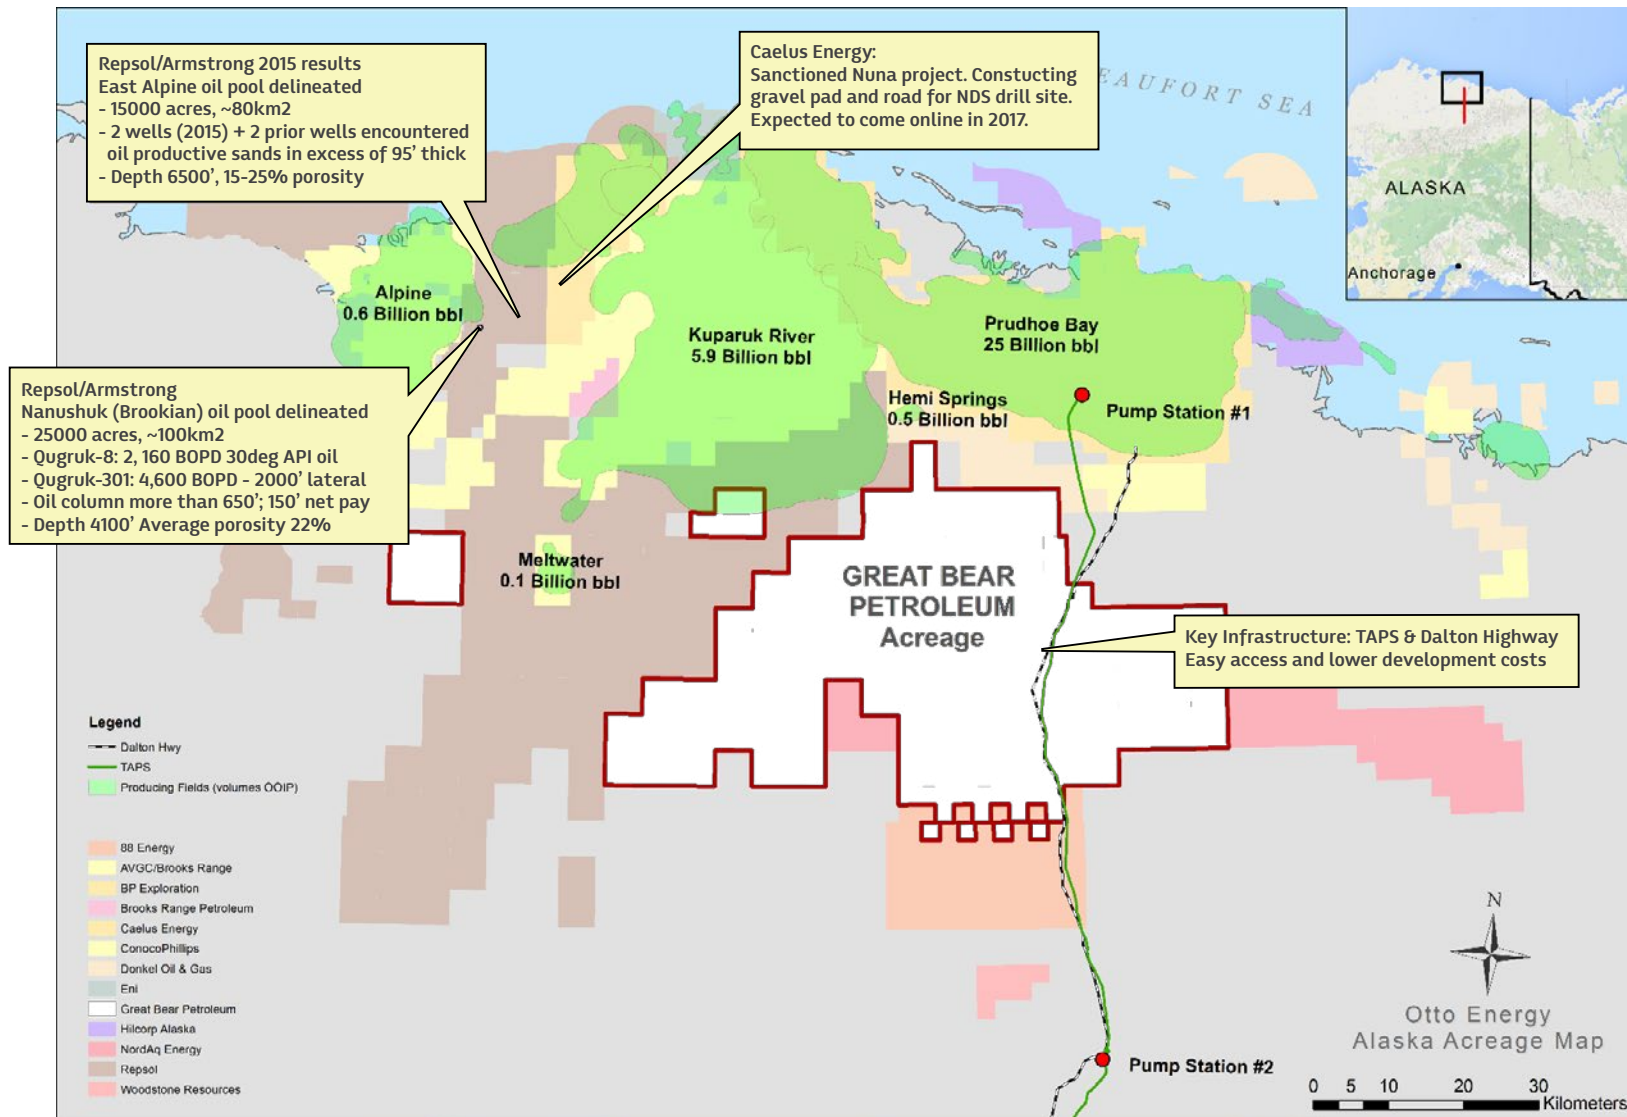 Repsol/Armstrong 2015 results
East Alpine oil pool delineated
- 15000 acres, ~80km2
- 2 wells (2015) + 2 prior wells encountered
oil productive sands in excess of 95' thick
- Depth 6500', 15-25% porosity
Caelus Energy:
Sanctioned Nuna project. Constucting
gravel pad and road for NDS drill site.
Expected to come online in 2017.
EAUFORT SEA
ALASKA
Anchorage
Alpine
0.6 Billion bbl
Kuparuk River
5.9 Billion bbl
Prudhoe Bay
25 Billion bbl
Hemi Springs
0.5 Billion bbl
Pump Station #1
Repsol/Armstrong
Nanushuk (Brookian) oil pool delineated
- 25000 acres, ~100km2
- Qugruk-8: 2, 160 BOPD 30deg API oil
- Qugruk-301: 4,600 BOPD - 2000' lateral
- Oil column more than 650'; 150' net pay
- Depth 4100' Average porosity 22%
Meltwater
0.1 Billion bbl
GREAT BEAR
PETROLEUM
Acreage
Key Infrastructure: TAPS & Dalton Highway
Easy access and lower development costs
Legend
Dalton Hwy
TAPS
Producing Fields (volumes OOIP)
88 Energy
AVGC/Brooks Range
BP Exploration
Brooks Range Petroleum
Caelus Energy
ConocoPhillips
Donkel Oil & Gas
Eni
Great Bear Petroleum
Hilcorp Alaska
NordAq Energy
Repsol
Woodstone Resources
Pump Station #2
N
Otto Energy
Alaska Acreage Map
0 5 10 20 30
Kilometers